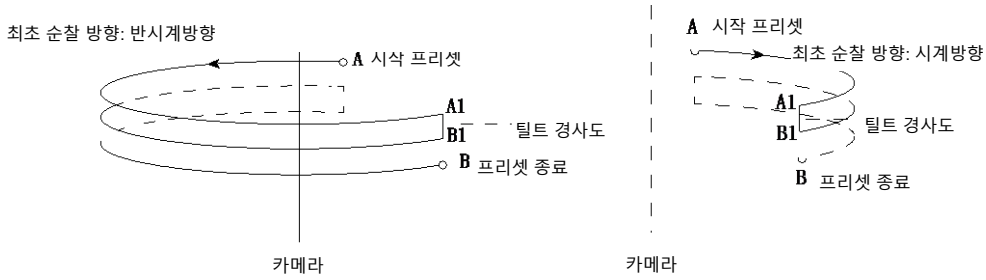 최초 순찰 방향: 반시계방향
A 시작 프리셋
A1
B1
틸트 경사도
B 프리셋 종료
카메라
A 시작 프리셋
최초 순찰 방향: 시계방향
A1
B1
틸트 경사도
B 프리셋 종료
카메라